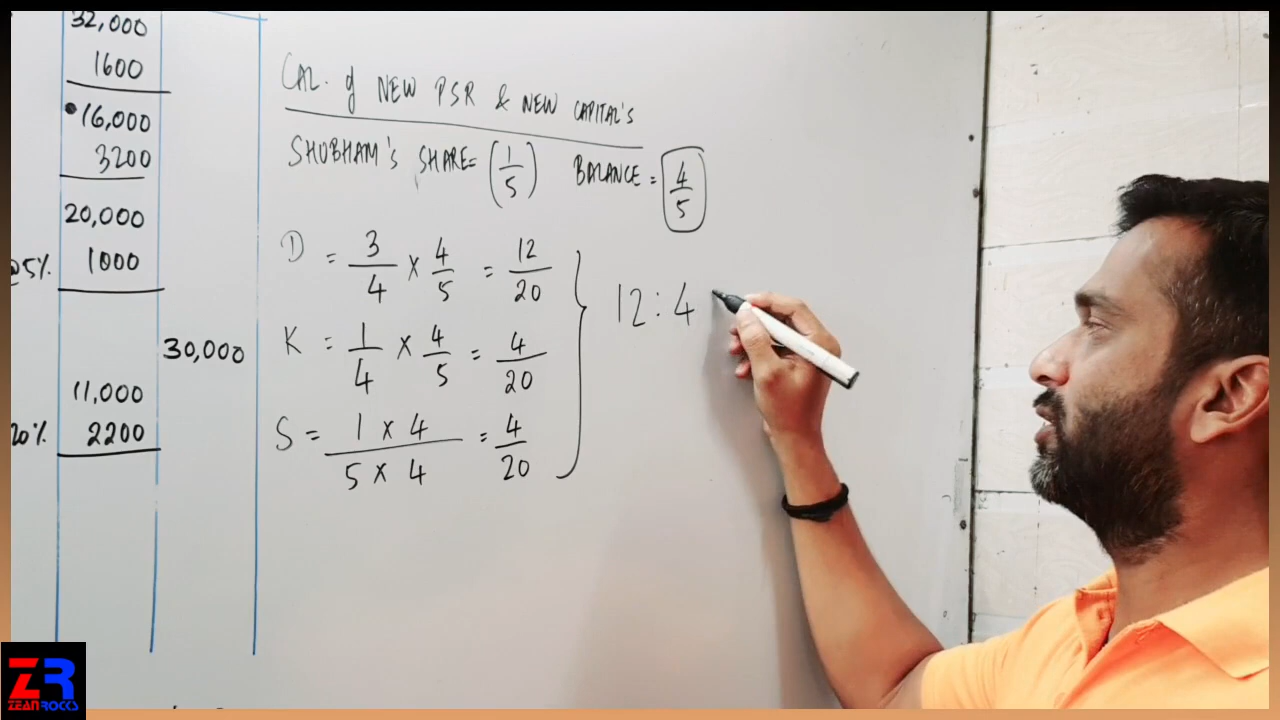 32,000
1600
16,000
3200
20,000
@5%. 1000
30,000
11,000
20%. 2200
CAL. of NEW PSR & NEW CAPITAL'S
SHUBHAM'S SHARE= (1/5) BALANCE = 4/5
D = 3/4 × 4/5 = 12/20
K = 1/4 × 4/5 = 4/20
S = 1 × 4 / 5 × 4 = 4/20
12:4
ZR
ZEAN ROCKS